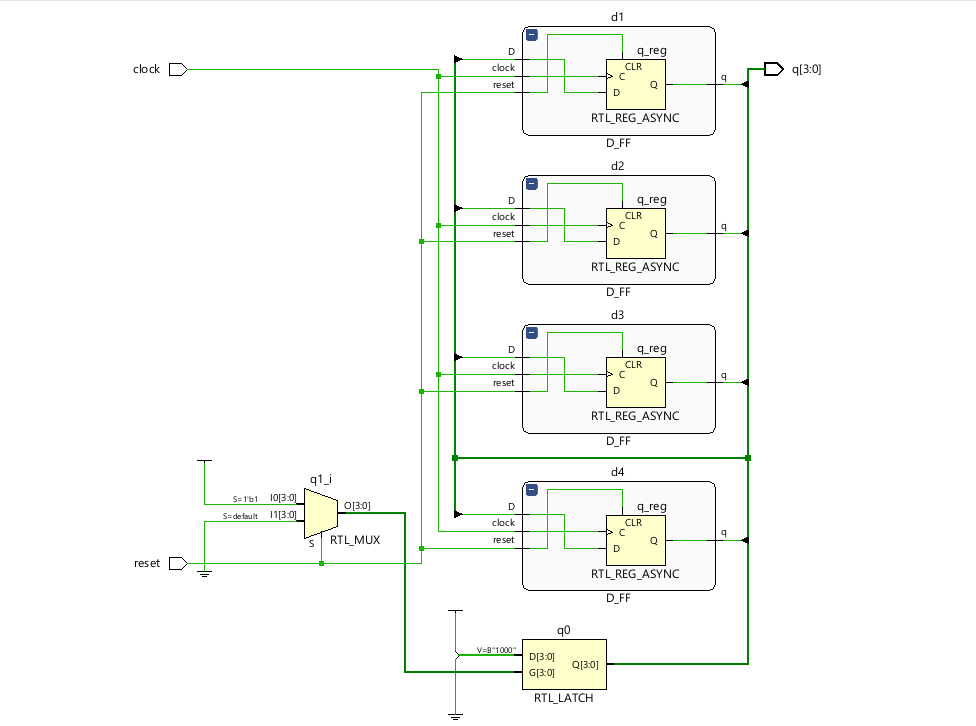 clock
q[3:0]
d1
D
clock
reset
q_reg
CLR
C
D
Q
q
RTL_REG_ASYNC
D_FF
d2
D
clock
reset
q_reg
CLR
C
D
Q
q
RTL_REG_ASYNC
D_FF
d3
D
clock
reset
q_reg
CLR
C
D
Q
q
RTL_REG_ASYNC
D_FF
d4
D
clock
reset
q_reg
CLR
C
D
Q
q
RTL_REG_ASYNC
D_FF
q1_i
S=1'b1 I0[3:0]
S=default I1[3:0]
O[3:0]
S
RTL_MUX
reset
q0
V=B"1000"
D[3:0]
G[3:0]
Q[3:0]
RTL_LATCH